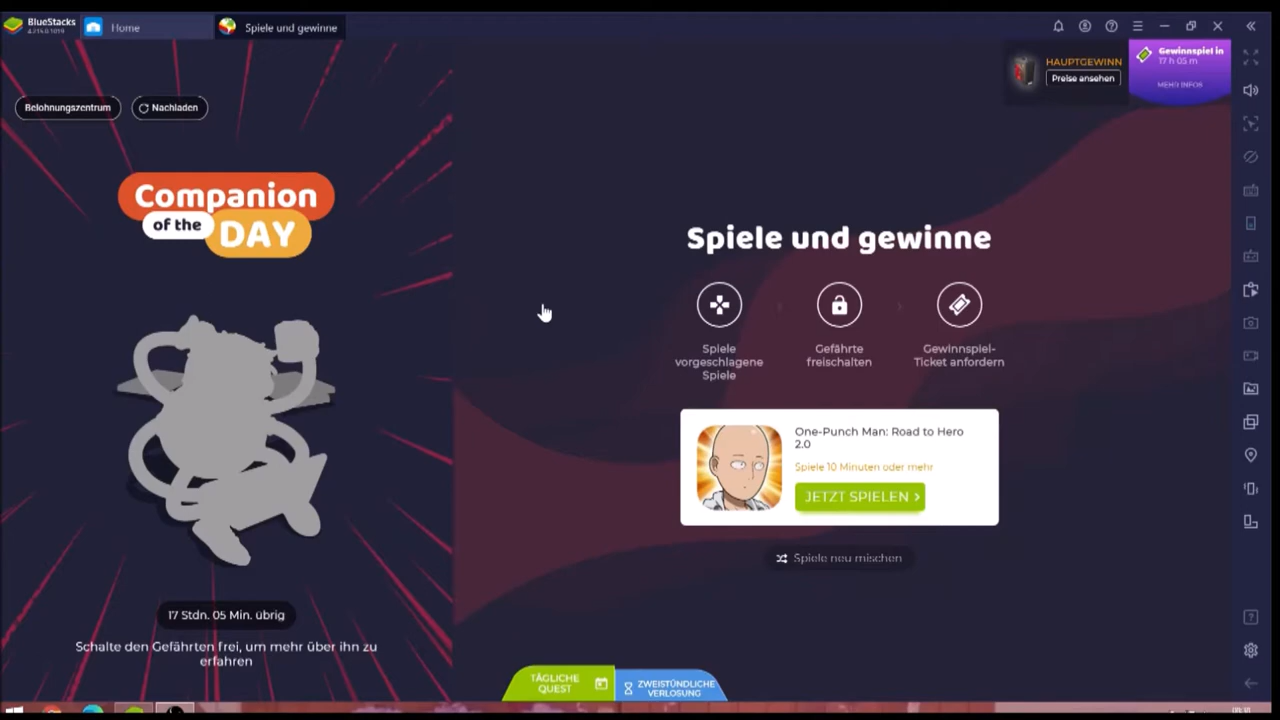 BlueStacks
Home
Spiele und gewinne
HAUPTGEWINN
Preise ansehen
Gewinnspiel in
17 h 05 m
MEHR INFOS
Belohnungszentrum
Nachladen
Companion
of the
DAY
17 Stdn. 05 Min. übrig
Schalte den Gefährten frei, um mehr über ihn zu
erfahren
Spiele und gewinne
Spiele
vorgeschlagene
Spiele
Gefährte
freischalten
Gewinnspiel-
Ticket anfordern
One-Punch Man: Road to Hero
2.0
Spiele 10 Minuten oder mehr
JETZT SPIELEN
Spiele neu mischen
TÄGLICHE
QUEST
ZWEISTÜNDLICHE
VERLOSUNG